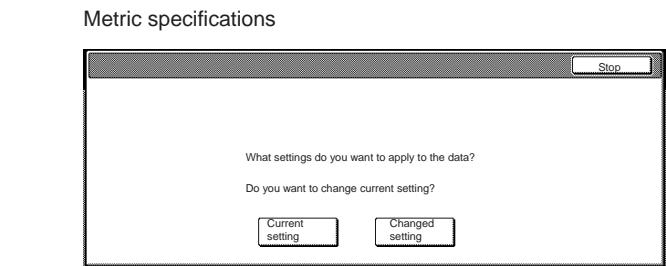 Metric specifications
Stop
What settings do you want to apply to the data?
Do you want to change current setting?
Current
setting
Changed
setting